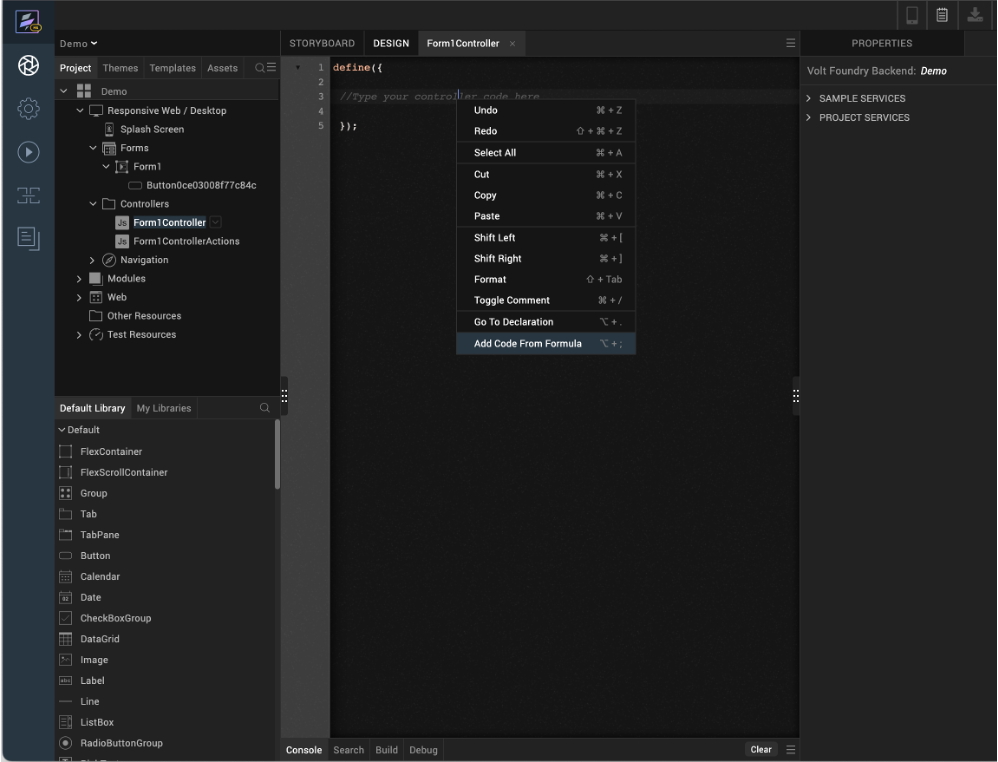 Demo
STORYBOARD
DESIGN
Form1Controller
PROPERTIES
Project
Themes
Templates
Assets
Demo
Responsive Web / Desktop
Splash Screen
Forms
Form1
Button0ce03008f77c84c
Controllers
Js Form1Controller
Js Form1ControllerActions
Navigation
Modules
Web
Other Resources
Test Resources
Default Library
My Libraries
Default
FlexContainer
FlexScrollContainer
Group
Tab
TabPane
Button
Calendar
Date
CheckBoxGroup
DataGrid
Image
Label
Line
ListBox
RadioButtonGroup
1 define({
2
3 //Type your controller code here
4
5 });
Undo ⌘ + Z
Redo ⇧ + ⌘ + Z
Select All ⌘ + A
Cut ⌘ + X
Copy ⌘ + C
Paste ⌘ + V
Shift Left ⌘ + [
Shift Right ⌘ + ]
Format ⇧ + Tab
Toggle Comment ⌘ + /
Go To Declaration ⌥ + .
Add Code From Formula ⌥ + ;
Console
Search
Build
Debug
Clear
Volt Foundry Backend: Demo
SAMPLE SERVICES
PROJECT SERVICES